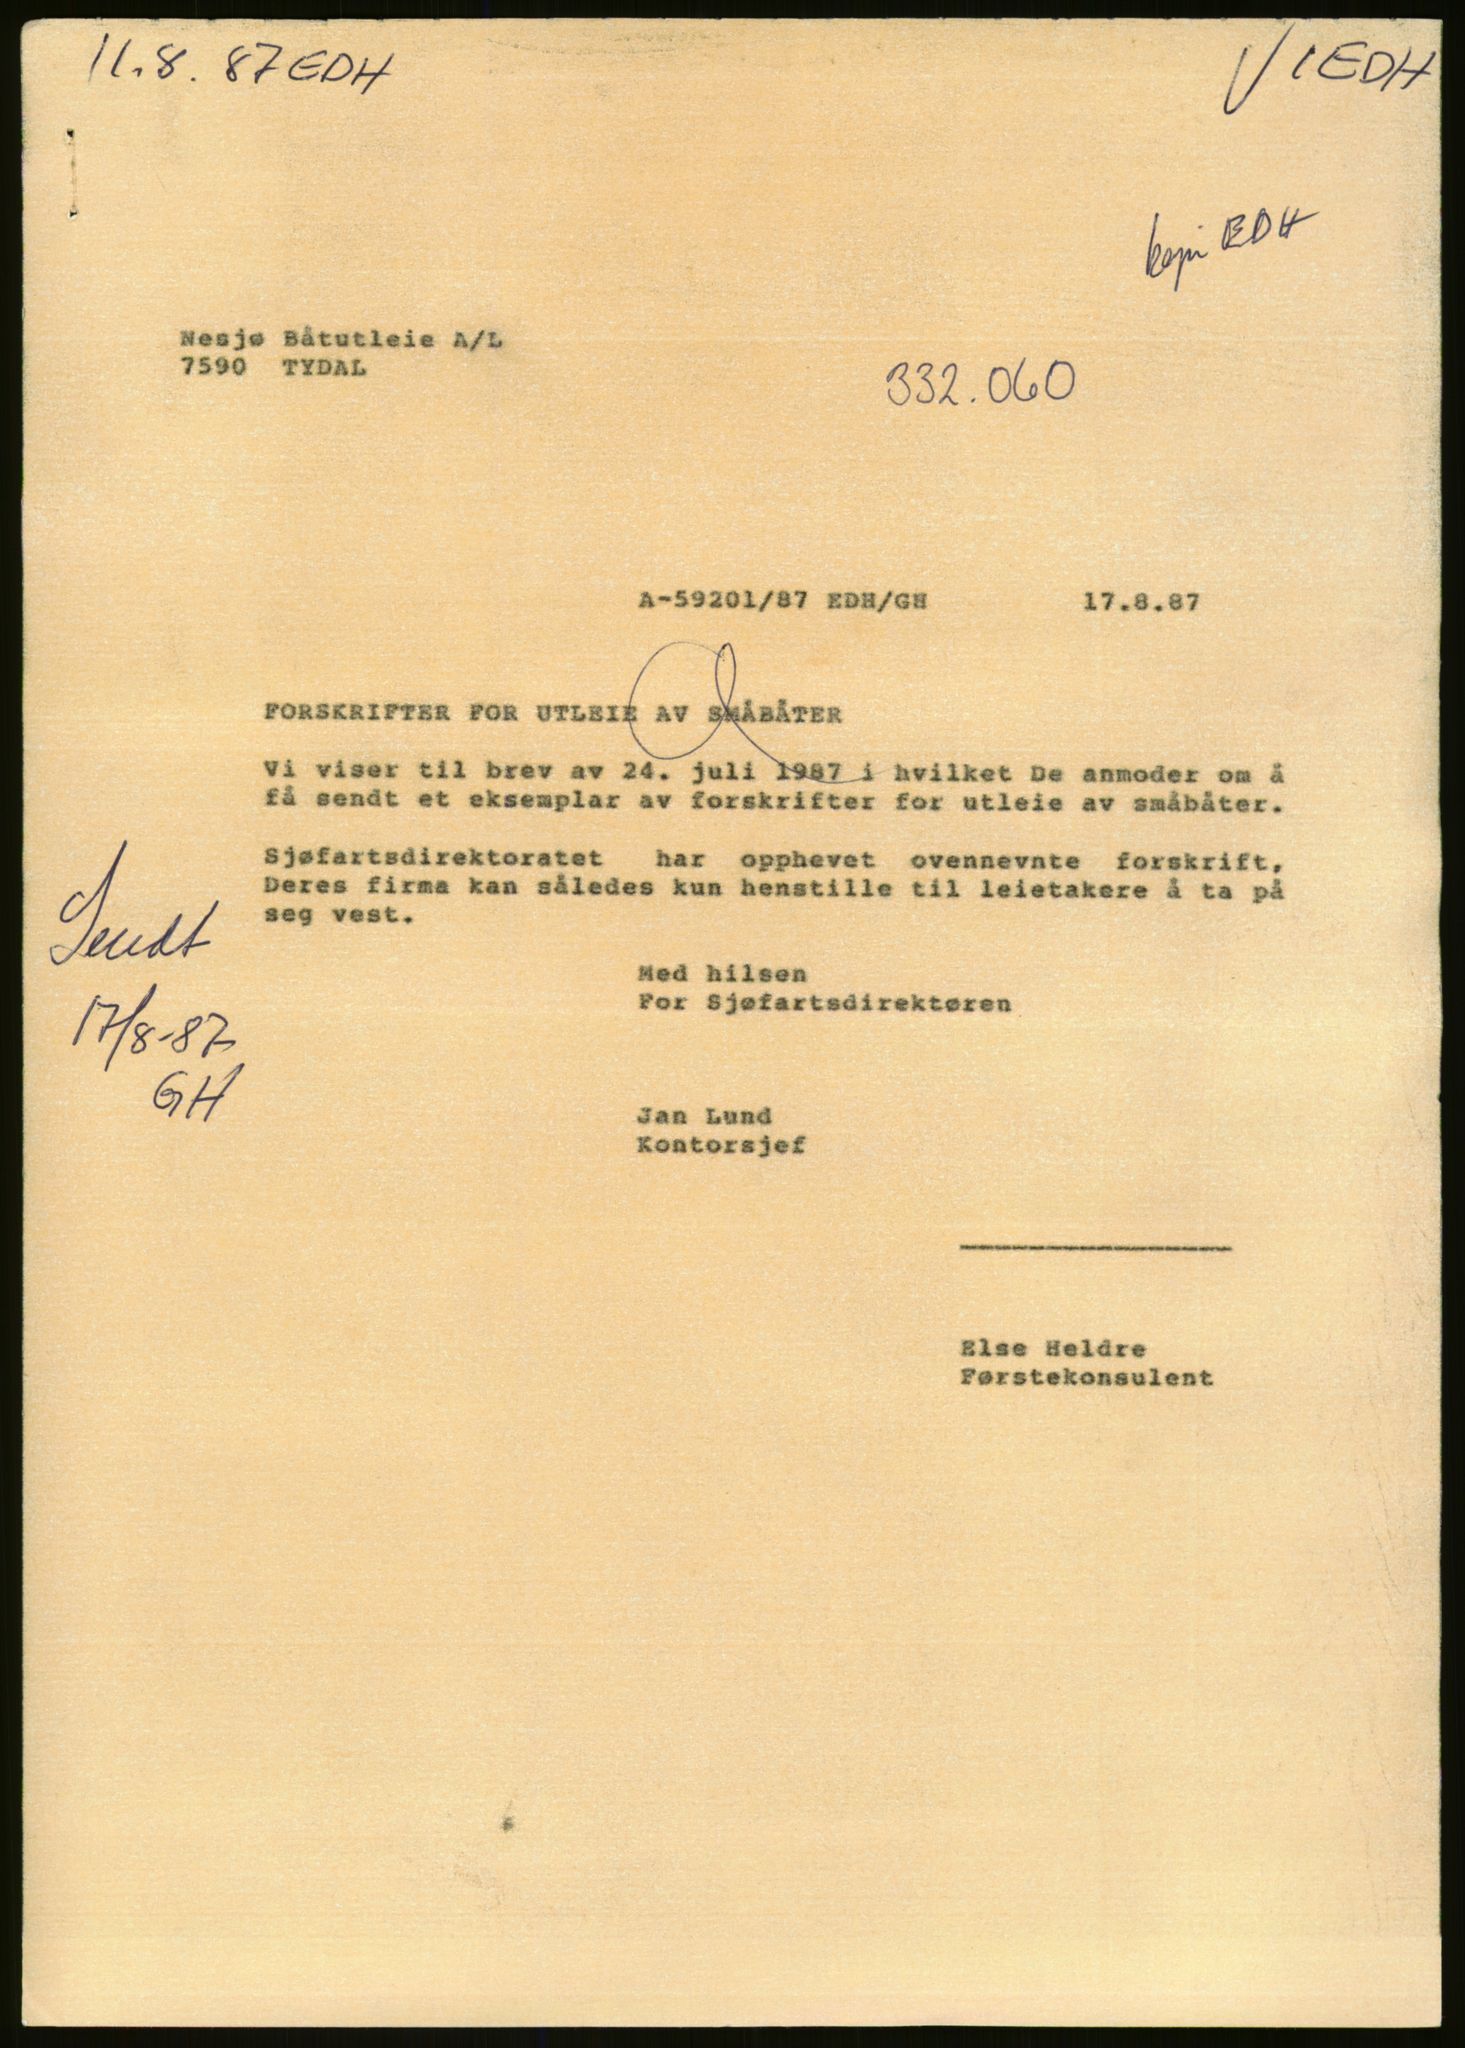 11.8. 87 EDH
V 1 EDH
kopi EDH
Nesjø Båtutleie A/L
7590 TYDAL
332.060
A-59201/87 EDH/GH 17.8.87
FORSKRIFTER FOR UTLEIE AV SMÅBÅTER
Vi viser til brev av 24. juli 1987 i hvilket De anmoder om å
få sendt et eksemplar av forskrifter for utleie av småbåter.
Sjøfartsdirektoratet har opphevet ovennevnte forskrift.
Deres firma kan således kun henstille til leietakere å ta på
seg vest.
Sendt
17/8-87
GH
Med hilsen
For Sjøfartsdirektøren
Jan Lund
Kontorsjef
Else Heldre
Førstekonsulent